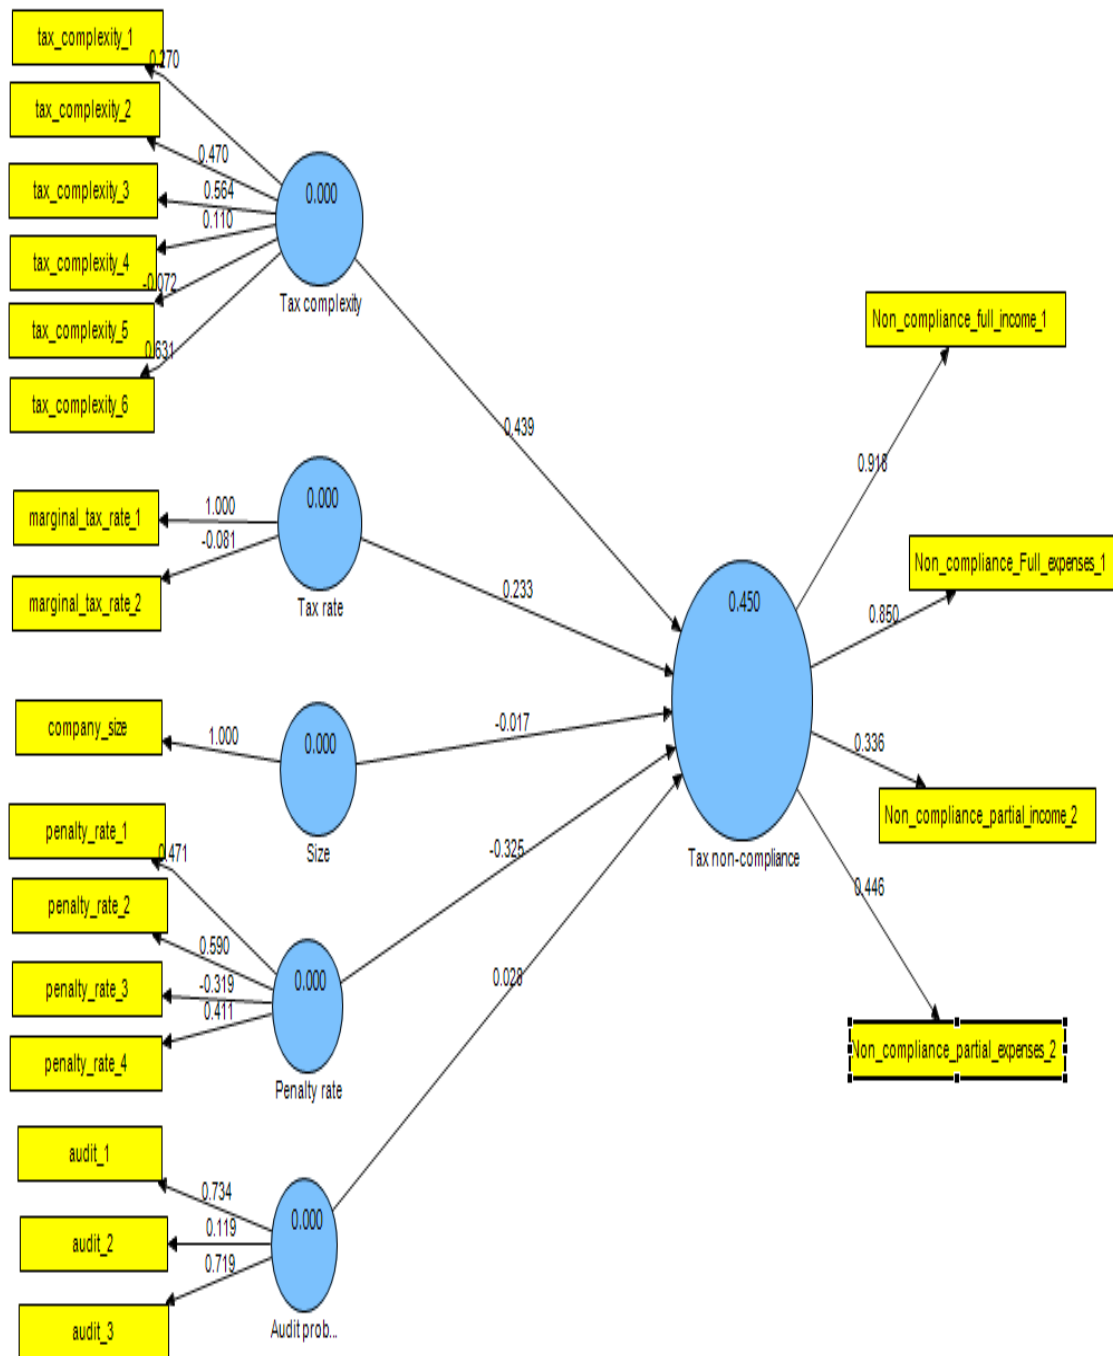 tax_complexity_1
0.270
tax_complexity_2
0.470
tax_complexity_3
0.564
0.110
tax_complexity_4
-0.072
tax_complexity_5
0.631
tax_complexity_6
0.000
Tax complexity
0.439
marginal_tax_rate_1
1.000
-0.081
marginal_tax_rate_2
0.000
Tax rate
0.233
company_size
1.000
0.000
Size
-0.017
penalty_rate_1
0.471
penalty_rate_2
0.590
penalty_rate_3
-0.319
0.411
penalty_rate_4
0.000
Penalty rate
-0.325
audit_1
0.734
audit_2
0.119
0.719
audit_3
0.000
Audit prob...
0.028
0.450
Tax non-compliance
Non_compliance_full_income_1
0.918
Non_compliance_Full_expenses_1
0.850
0.336
Non_compliance_partial_income_2
0.446
Non_compliance_partial_expenses_2